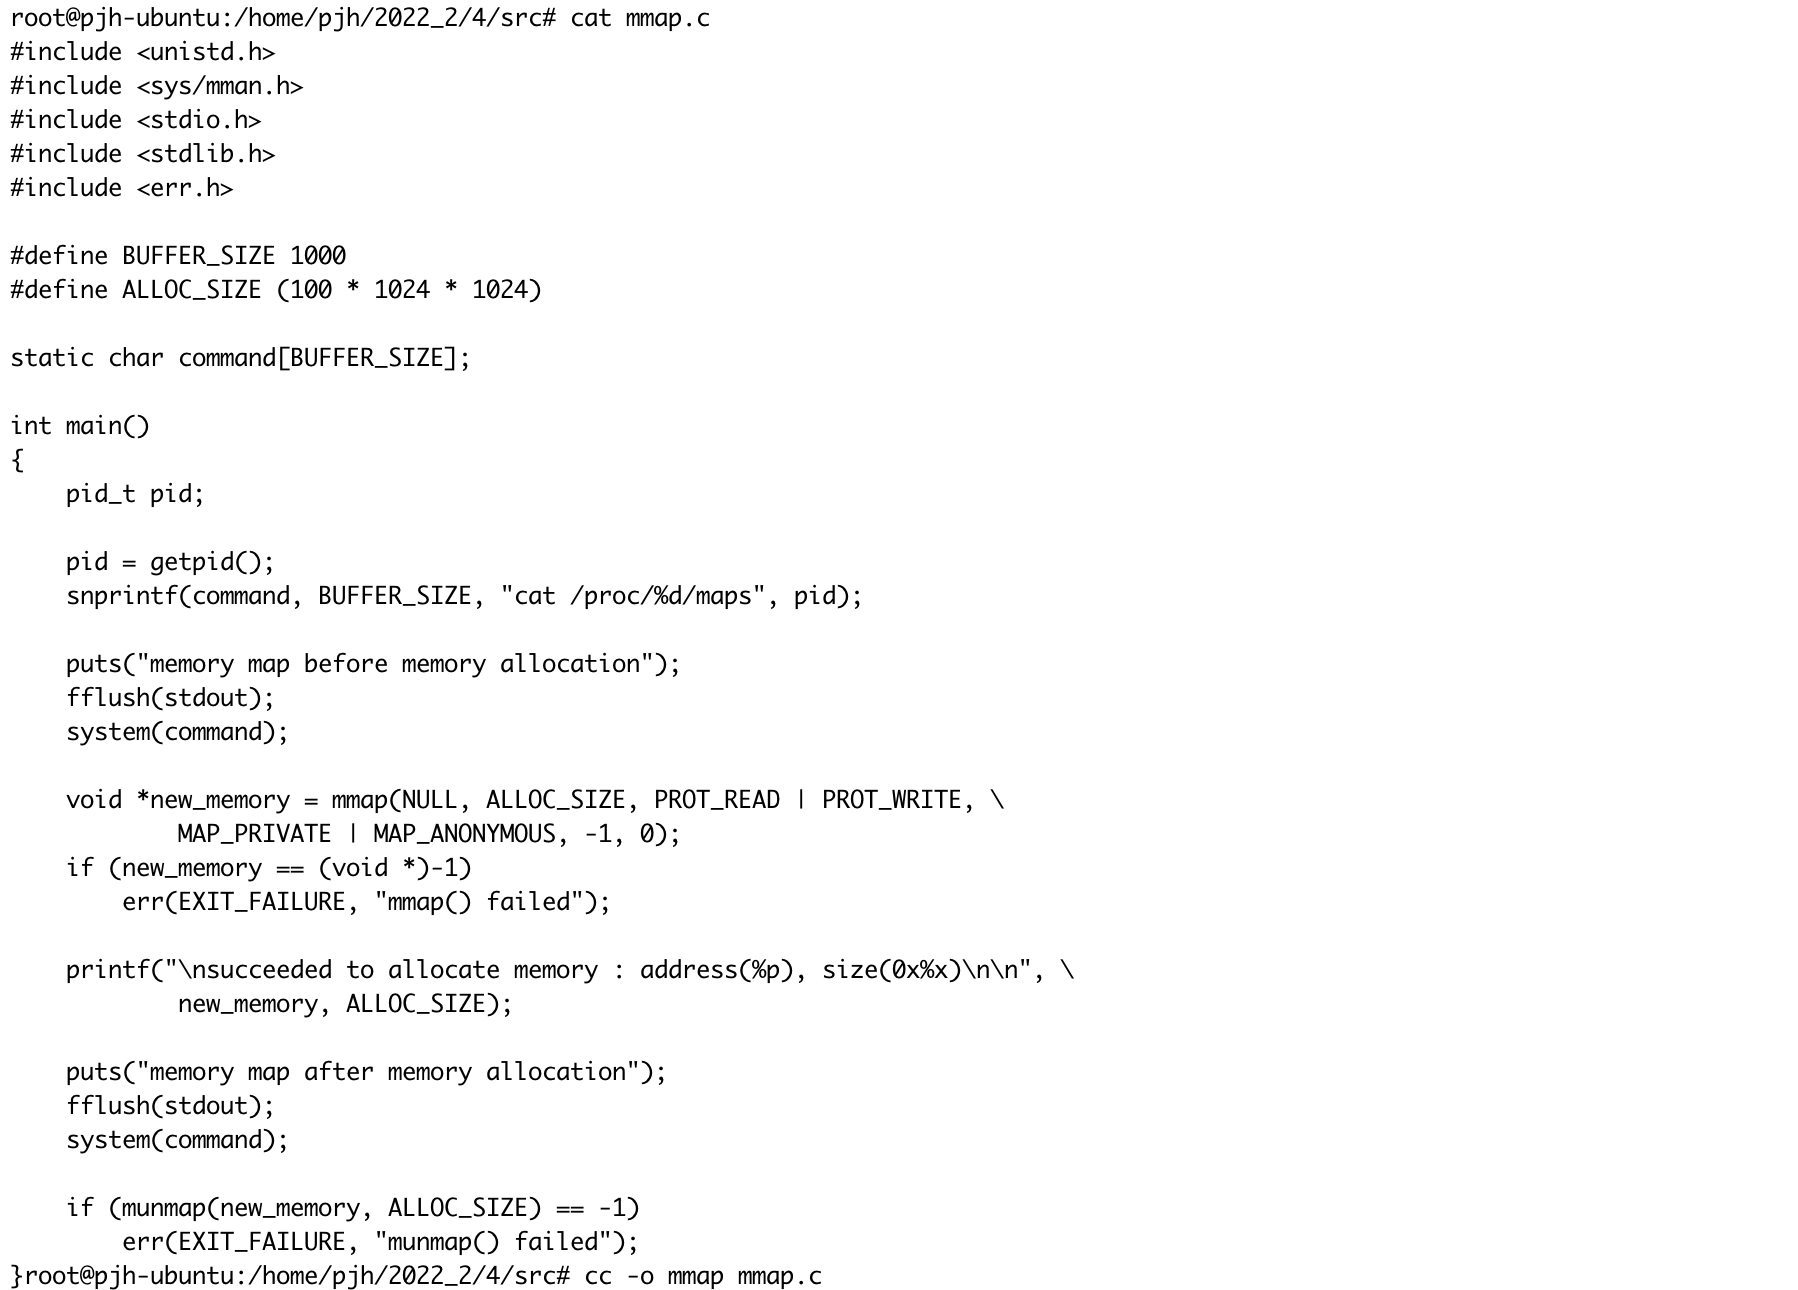 root@pjh-ubuntu:/home/pjh/2022_2/4/src# cat mmap.c
#include <unistd.h>
#include <sys/mman.h>
#include <stdio.h>
#include <stdlib.h>
#include <err.h>

#define BUFFER_SIZE 1000
#define ALLOC_SIZE (100 * 1024 * 1024)

static char command[BUFFER_SIZE];

int main()
{
    pid_t pid;

    pid = getpid();
    snprintf(command, BUFFER_SIZE, "cat /proc/%d/maps", pid);

    puts("memory map before memory allocation");
    fflush(stdout);
    system(command);

    void *new_memory = mmap(NULL, ALLOC_SIZE, PROT_READ | PROT_WRITE, \
            MAP_PRIVATE | MAP_ANONYMOUS, -1, 0);
    if (new_memory == (void *)-1)
        err(EXIT_FAILURE, "mmap() failed");

    printf("\nsucceeded to allocate memory : address(%p), size(0x%x)\n\n", \
            new_memory, ALLOC_SIZE);

    puts("memory map after memory allocation");
    fflush(stdout);
    system(command);

    if (munmap(new_memory, ALLOC_SIZE) == -1)
        err(EXIT_FAILURE, "munmap() failed");
}root@pjh-ubuntu:/home/pjh/2022_2/4/src# cc -o mmap mmap.c